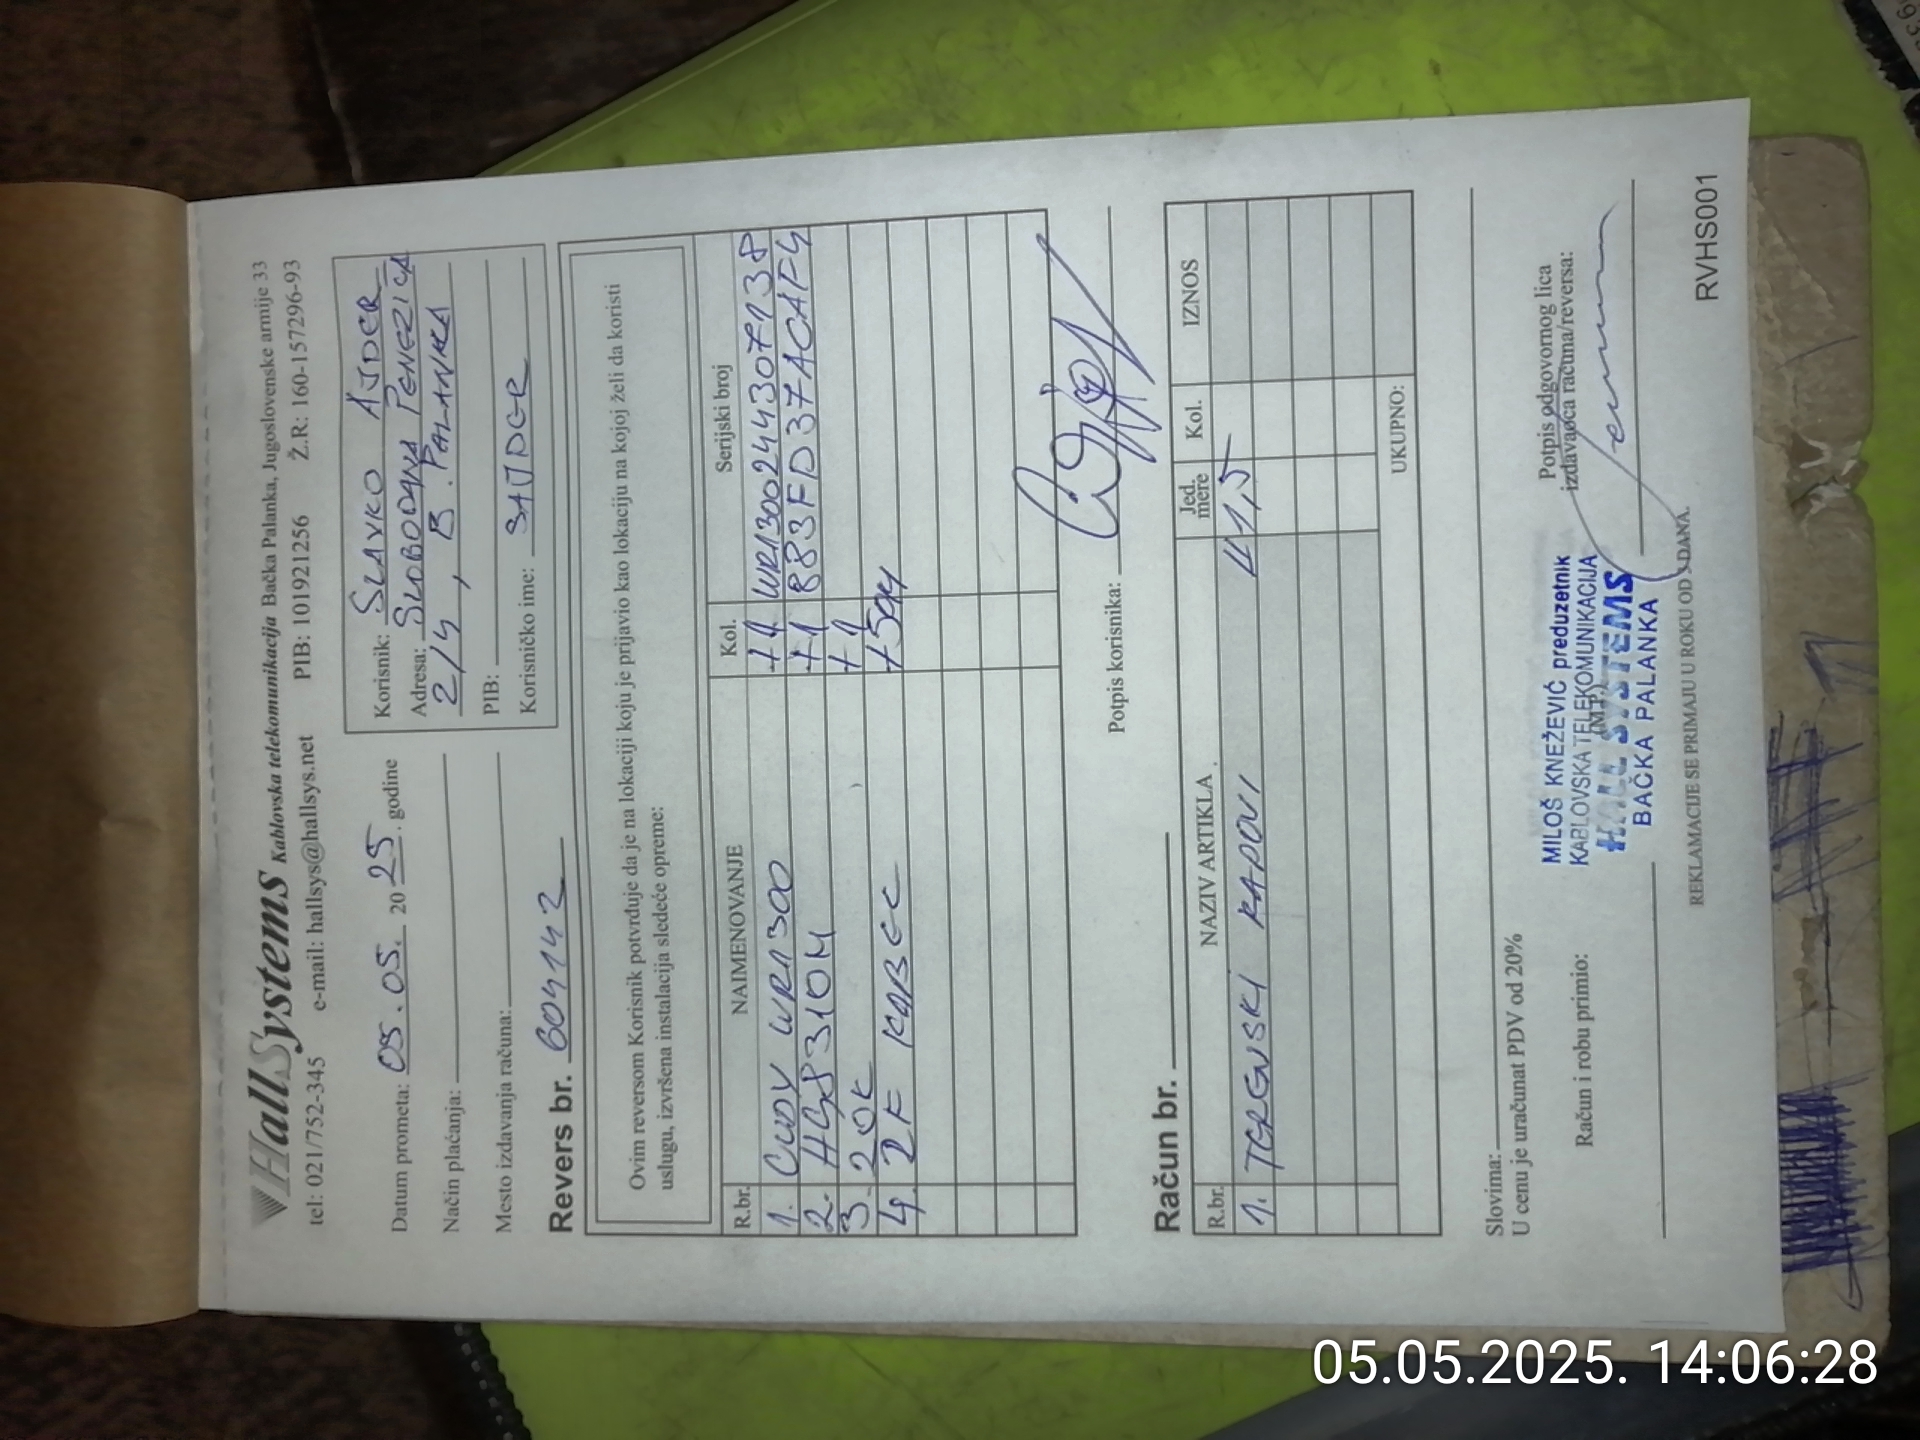 HallSystems Kablovska telekomunikacija Bačka Palanka, Jugoslovenske armije 33
tel: 021/752-345 e-mail: hallsys@hallsys.net PIB: 101921256 Ž.R: 160-157296-93
Datum prometa: 05.05. 2025. godine
Način plaćanja:
Mesto izdavanja računa:
Korisnik: SLAVKO AJDER
Adresa: SLOBODANA PENEZIĆA
2/4, B. PALANKA
PIB:
Korisničko ime: SAJDER
Revers br. 604142
Ovim reversom Korisnik potvrđuje da je na lokaciji koju je prijavio kao lokaciju na kojoj želi da koristi
uslugu, izvršena instalacija sledeće opreme:
R.br. NAIMENOVANJE Kol. Serijski broj
1. CUDY WR1300 +1 WR1300244307138
2. HG8310M +1 883FD37ACAF4
3. ZOK +1
4. 2F KABEL +50M
Potpis korisnika:
Račun br.
R.br. NAZIV ARTIKLA Jed. mere Kol. IZNOS
1. TERGUSKI RADOVI 41,5
UKUPNO:
Slovima:
U cenu je uračunat PDV od 20%
Račun i robu primio:
Potpis odgovornog lica
izdavaoca računa/reversa:
(M.P.)
MILOŠ KNEŽEVIĆ preduzetnik
KABLOVSKA TELEKOMUNIKACIJA
HALL SYSTEMS
BAČKA PALANKA
REKLAMACIJE SE PRIMAJU U ROKU OD 5 DANA.
RVHS001
05.05.2025. 14:06:28